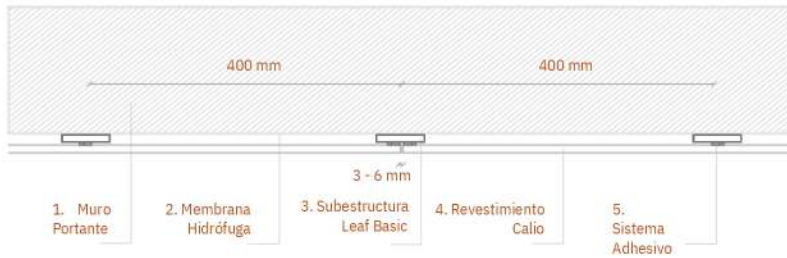 400 mm
400 mm
3 - 6 mm
1. Muro
Portante
2. Membrana
Hidrófuga
3. Subestructura
Leaf Basic
4. Revestimiento
Calio
5.
Sistema
Adhesivo